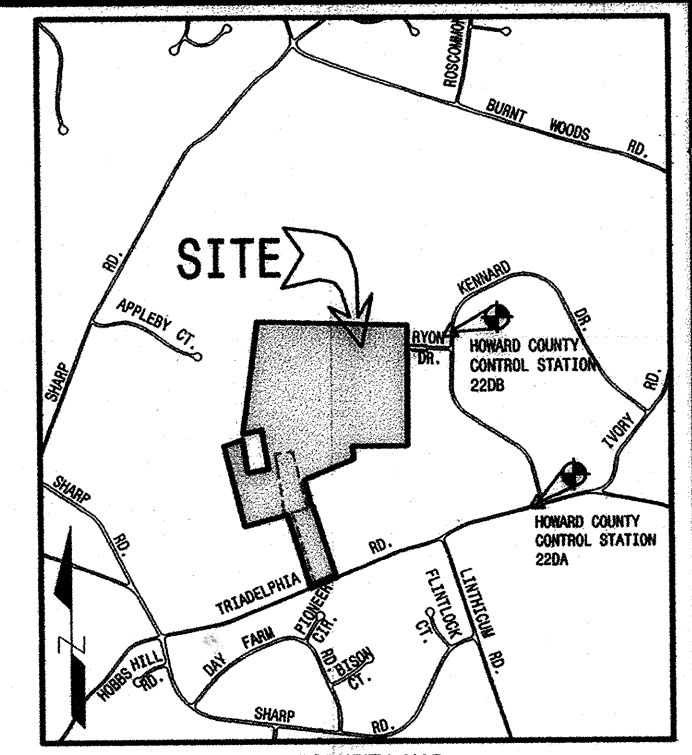 ROSCOMMON
BURNT WOODS RD.
SITE
KENNARD DR.
SHARP RD.
APPLEBY CT.
RYON DR.
HOWARD COUNTY
CONTROL STATION
22DB
IVORY RD.
SHARP RD.
HOWARD COUNTY
CONTROL STATION
22DA
TRIADELPHIA RD.
LINTHICUM RD.
FLINTLOCK CT.
PIONEER CIR.
DAY FARM RD.
BISON CT.
HOBBS HILL RD.
SHARP RD.
Z